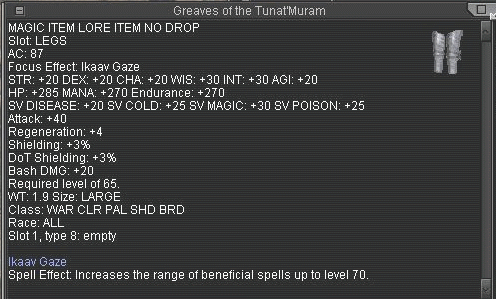 Greaves of the Tunat'Muram
MAGIC ITEM LORE ITEM NO DROP
Slot: LEGS
AC: 87
Focus Effect: Ikaav Gaze
STR: +20 DEX: +20 CHA: +20 WIS: +30 INT: +30 AGI: +20
HP: +285 MANA: +270 Endurance: +270
SV DISEASE: +20 SV COLD: +25 SV MAGIC: +30 SV POISON: +25
Attack: +40
Regeneration: +4
Shielding: +3%
DoT Shielding: +3%
Bash DMG: +20
Required level of 65.
WT: 1.9 Size: LARGE
Class: WAR CLR PAL SHD BRD
Race: ALL
Slot 1, type 8: empty
Ikaav Gaze
Spell Effect: Increases the range of beneficial spells up to level 70.